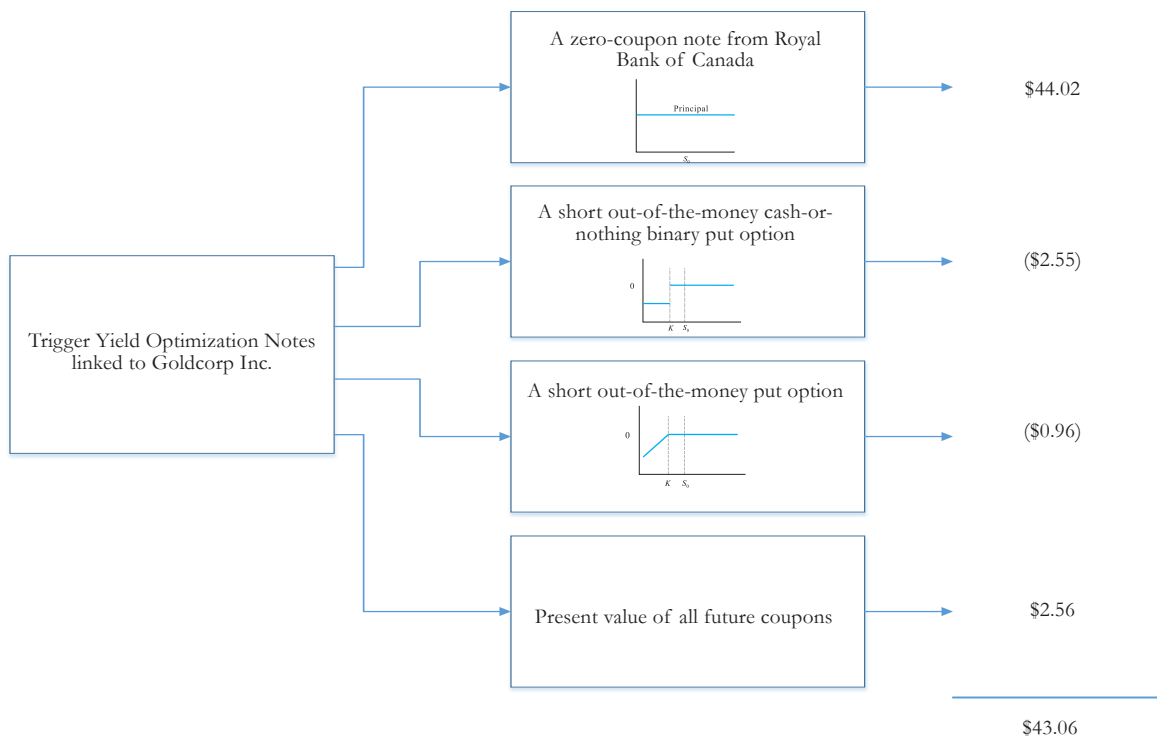 A zero-coupon note from Royal
Bank of Canada
Principal
S₀
$44.02
A short out-of-the-money cash-or-
nothing binary put option
0
K S₀
($2.55)
Trigger Yield Optimization Notes
linked to Goldcorp Inc.
A short out-of-the-money put option
0
K S₀
($0.96)
Present value of all future coupons
$2.56
$43.06